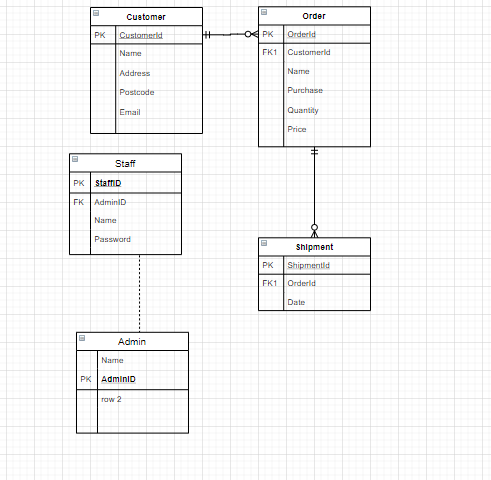 Customer
PK CustomerId
Name
Address
Postcode
Email
Order
PK OrderId
FK1 CustomerId
Name
Purchase
Quantity
Price
Staff
PK StaffID
FK AdminID
Name
Password
Shipment
PK ShipmentId
FK1 OrderId
Date
Admin
Name
PK AdminID
row 2